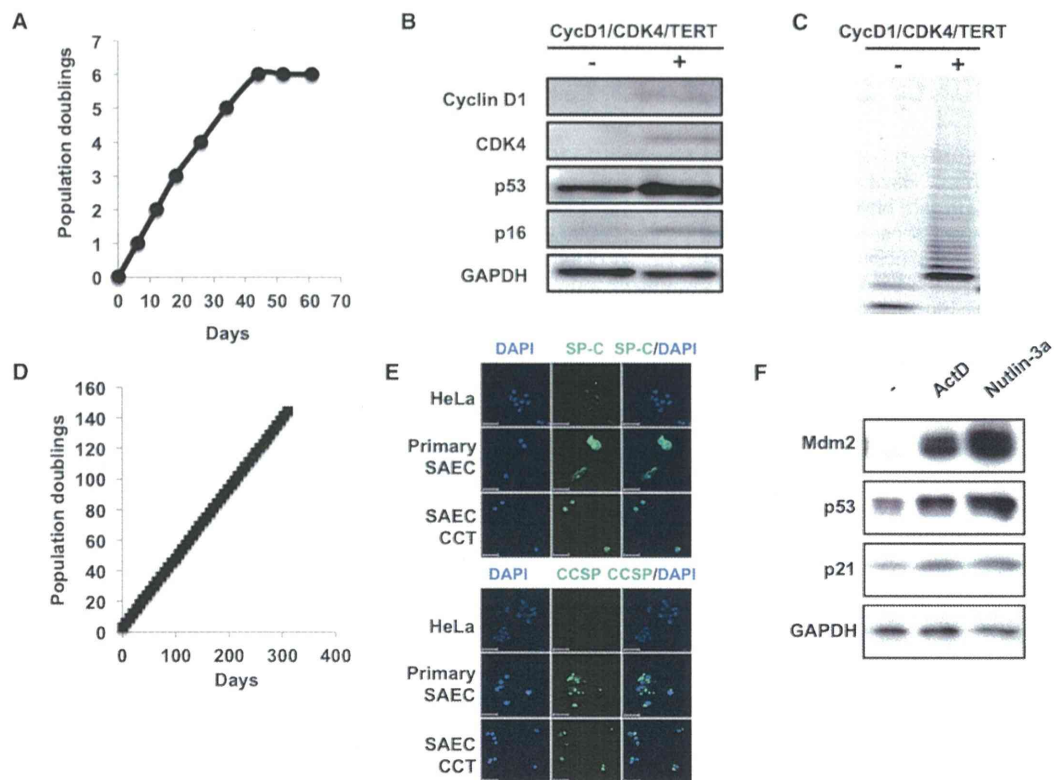 A
Population doublings
7
6
5
4
3
2
1
0
0 10 20 30 40 50 60 70
Days
B
CycD1/CDK4/TERT
- +
Cyclin D1
CDK4
p53
p16
GAPDH
C
CycD1/CDK4/TERT
- +
D
Population doublings
160
140
120
100
80
60
40
20
0
0 100 200 300 400
Days
E
DAPI SP-C SP-C/DAPI
HeLa
Primary
SAEC
SAEC
CCT
DAPI CCSP CCSP/DAPI
HeLa
Primary
SAEC
SAEC
CCT
F
- ActD Nutlin-3a
Mdm2
p53
p21
GAPDH